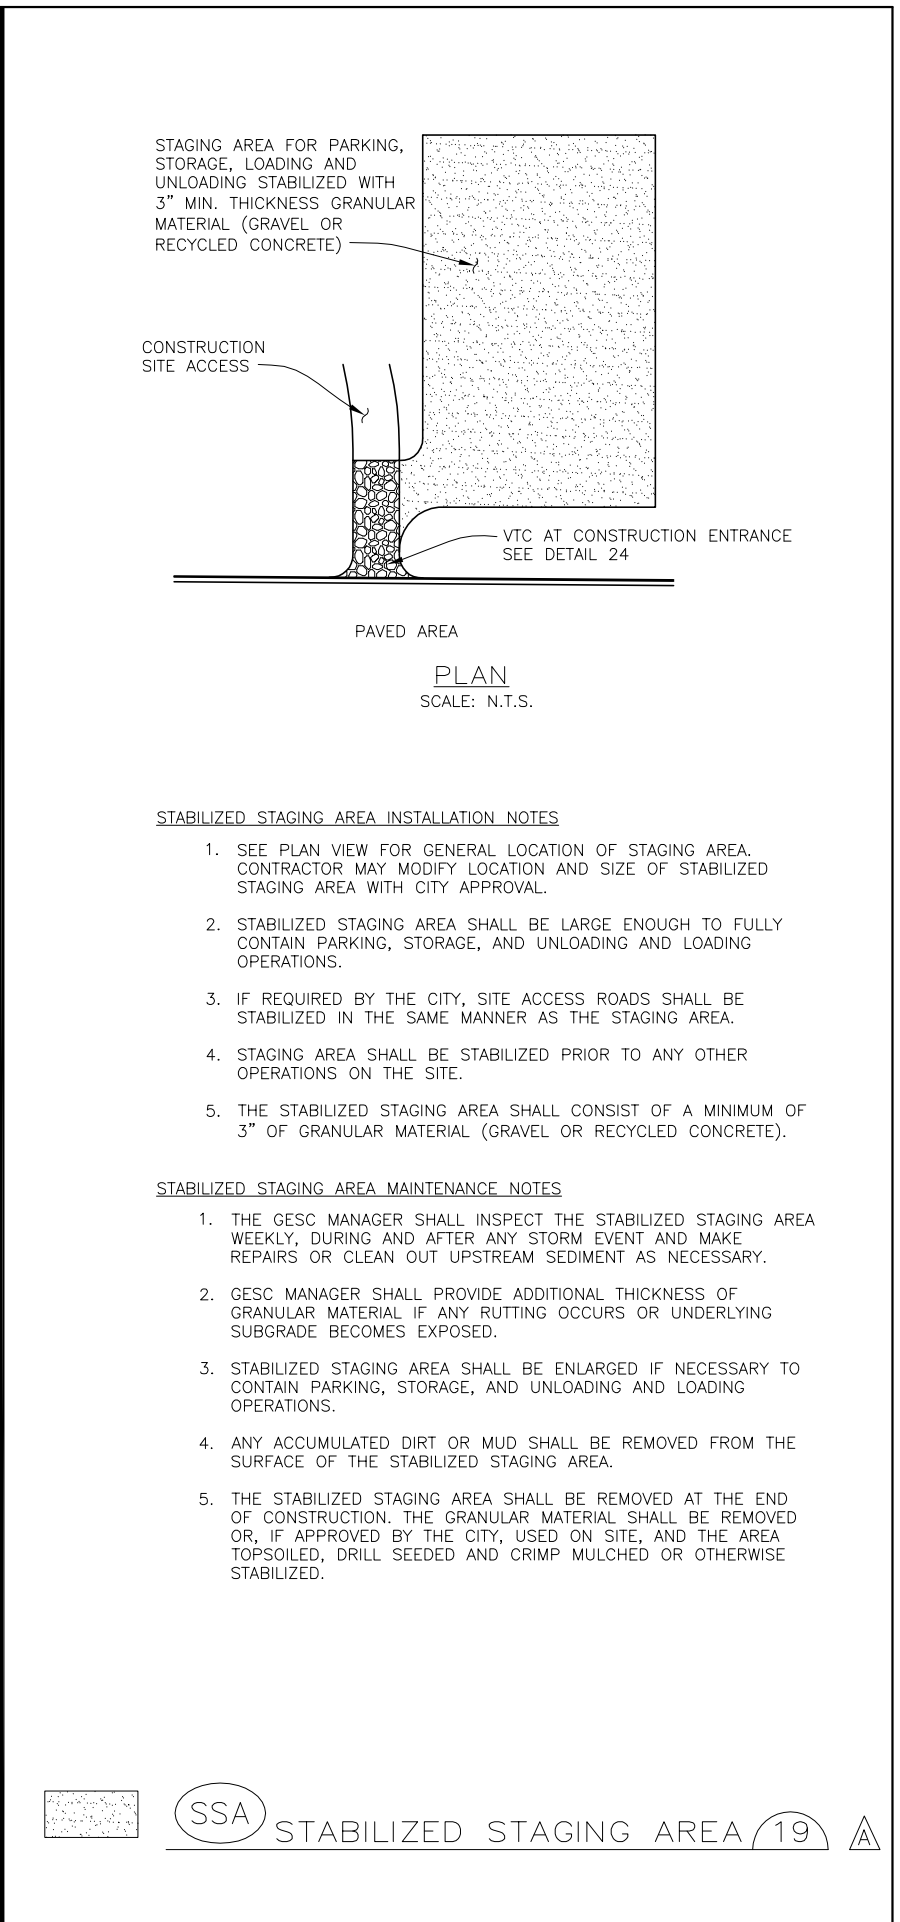 STAGING AREA FOR PARKING,
STORAGE, LOADING AND
UNLOADING STABILIZED WITH
3" MIN. THICKNESS GRANULAR
MATERIAL (GRAVEL OR
RECYCLED CONCRETE)
CONSTRUCTION
SITE ACCESS
VTC AT CONSTRUCTION ENTRANCE
SEE DETAIL 24
PAVED AREA
PLAN
SCALE: N.T.S.
STABILIZED STAGING AREA INSTALLATION NOTES
1. SEE PLAN VIEW FOR GENERAL LOCATION OF STAGING AREA.
CONTRACTOR MAY MODIFY LOCATION AND SIZE OF STABILIZED
STAGING AREA WITH CITY APPROVAL.
2. STABILIZED STAGING AREA SHALL BE LARGE ENOUGH TO FULLY
CONTAIN PARKING, STORAGE, AND UNLOADING AND LOADING
OPERATIONS.
3. IF REQUIRED BY THE CITY, SITE ACCESS ROADS SHALL BE
STABILIZED IN THE SAME MANNER AS THE STAGING AREA.
4. STAGING AREA SHALL BE STABILIZED PRIOR TO ANY OTHER
OPERATIONS ON THE SITE.
5. THE STABILIZED STAGING AREA SHALL CONSIST OF A MINIMUM OF
3" OF GRANULAR MATERIAL (GRAVEL OR RECYCLED CONCRETE).
STABILIZED STAGING AREA MAINTENANCE NOTES
1. THE GESC MANAGER SHALL INSPECT THE STABILIZED STAGING AREA
WEEKLY, DURING AND AFTER ANY STORM EVENT AND MAKE
REPAIRS OR CLEAN OUT UPSTREAM SEDIMENT AS NECESSARY.
2. GESC MANAGER SHALL PROVIDE ADDITIONAL THICKNESS OF
GRANULAR MATERIAL IF ANY RUTTING OCCURS OR UNDERLYING
SUBGRADE BECOMES EXPOSED.
3. STABILIZED STAGING AREA SHALL BE ENLARGED IF NECESSARY TO
CONTAIN PARKING, STORAGE, AND UNLOADING AND LOADING
OPERATIONS.
4. ANY ACCUMULATED DIRT OR MUD SHALL BE REMOVED FROM THE
SURFACE OF THE STABILIZED STAGING AREA.
5. THE STABILIZED STAGING AREA SHALL BE REMOVED AT THE END
OF CONSTRUCTION. THE GRANULAR MATERIAL SHALL BE REMOVED
OR, IF APPROVED BY THE CITY, USED ON SITE, AND THE AREA
TOPSOILED, DRILL SEEDED AND CRIMP MULCHED OR OTHERWISE
STABILIZED.
SSA STABILIZED STAGING AREA 19 A